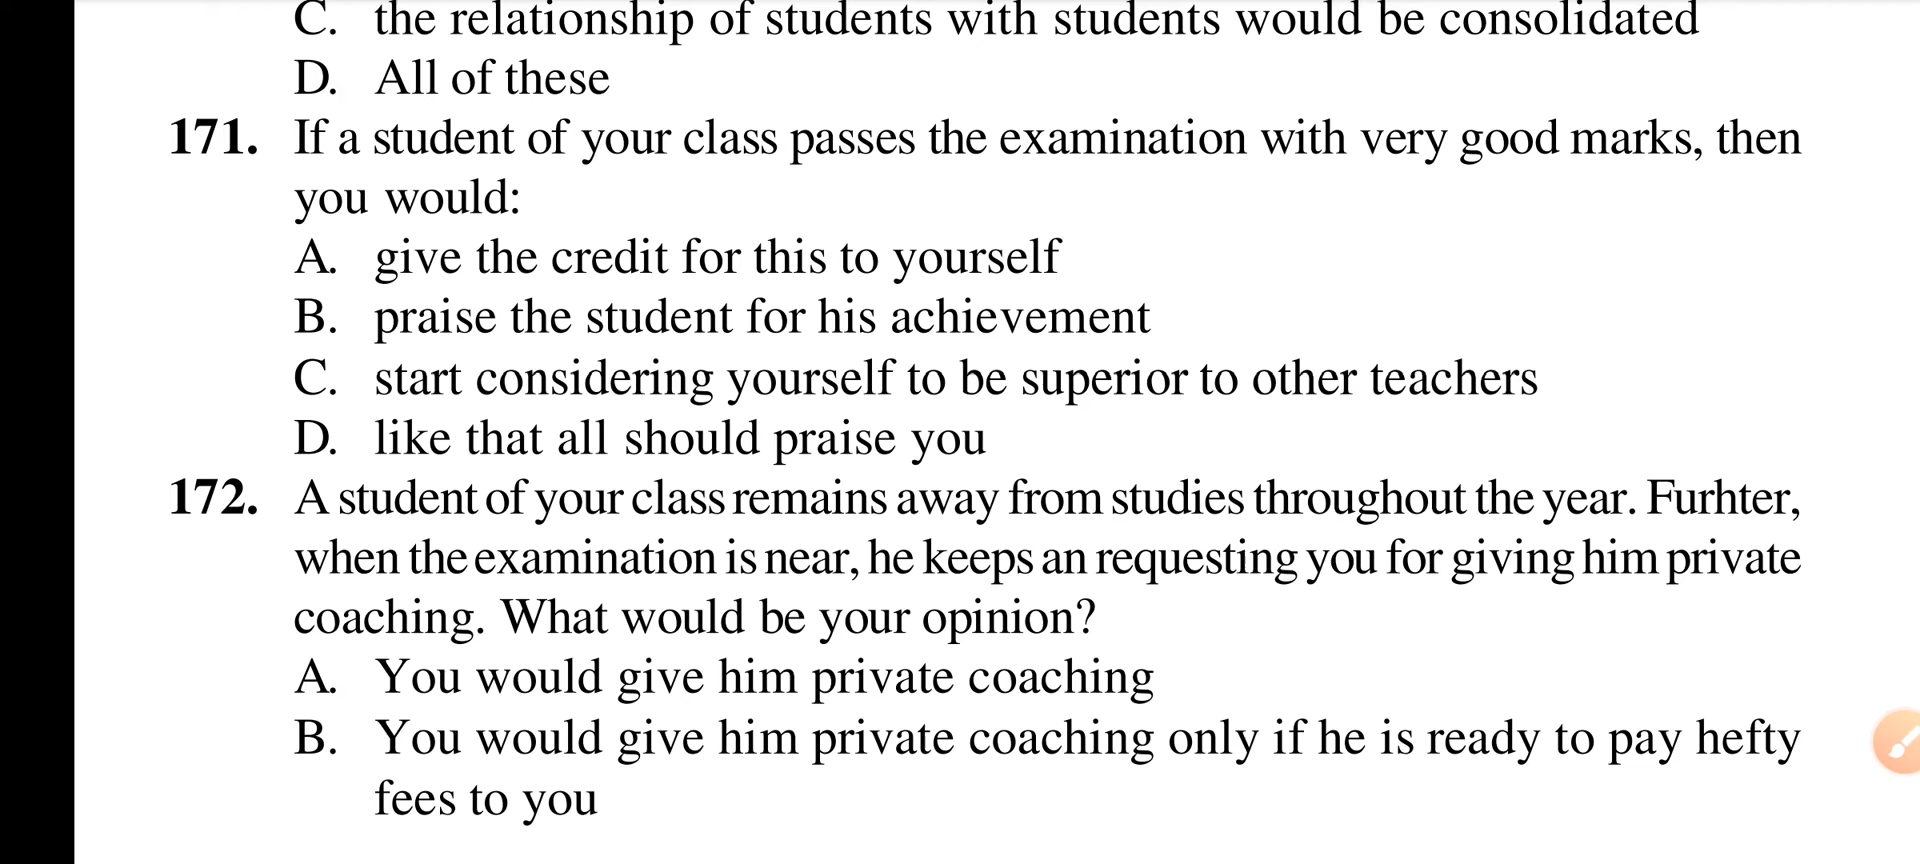 C. the relationship of students with students would be consolidated
D. All of these
171. If a student of your class passes the examination with very good marks, then
you would:
A. give the credit for this to yourself
B. praise the student for his achievement
C. start considering yourself to be superior to other teachers
D. like that all should praise you
172. A student of your class remains away from studies throughout the year. Furhter,
when the examination is near, he keeps an requesting you for giving him private
coaching. What would be your opinion?
A. You would give him private coaching
B. You would give him private coaching only if he is ready to pay hefty
fees to you